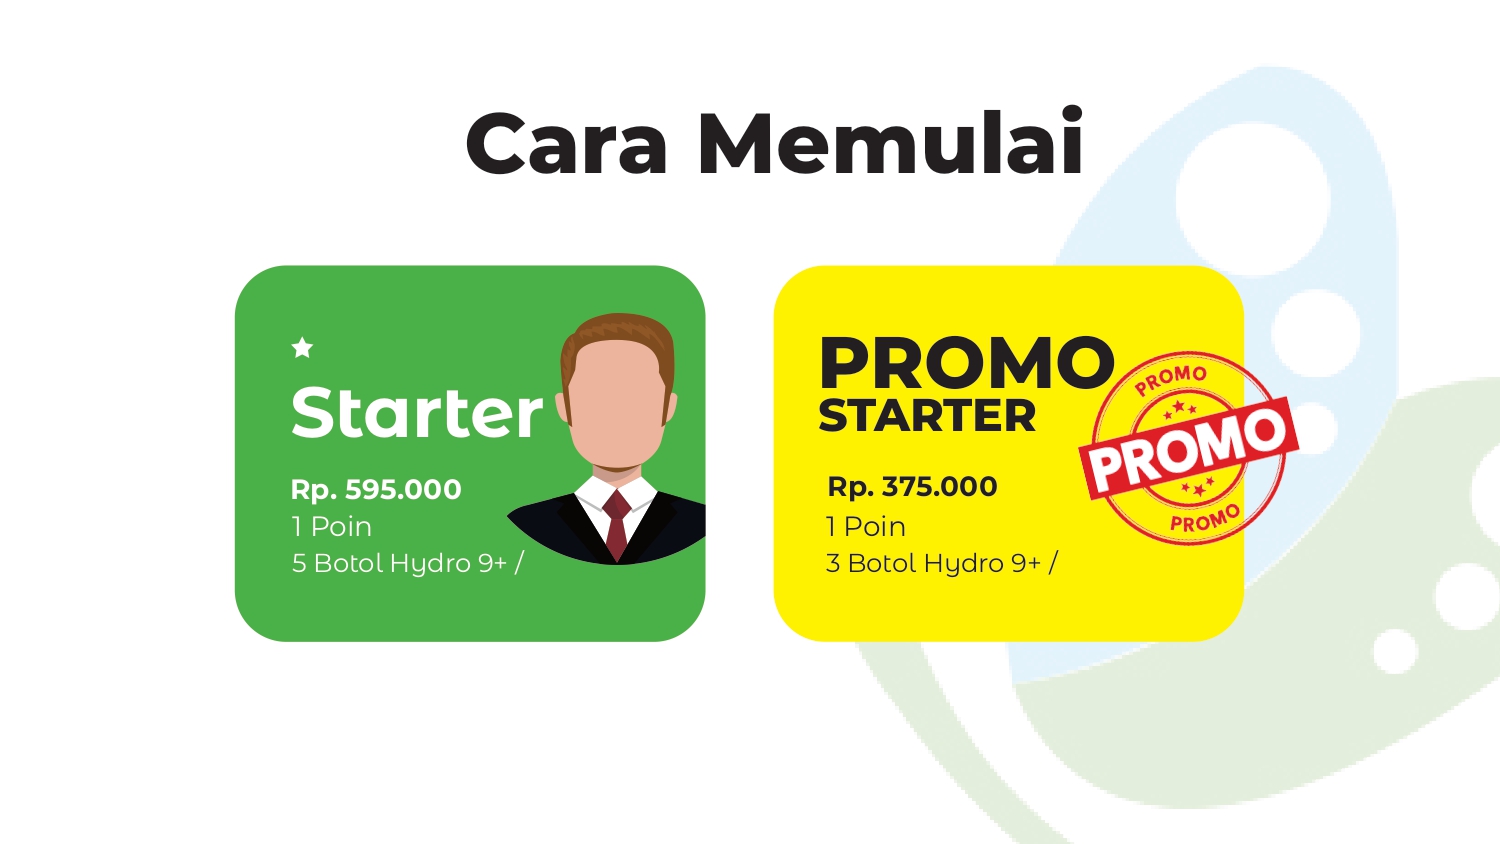 Cara Memulai
Starter
Rp. 595.000
1 Poin
5 Botol Hydro 9+ /
PROMO
STARTER
Rp. 375.000
1 Poin
3 Botol Hydro 9+ /
PROMO
PROMO
PROMO